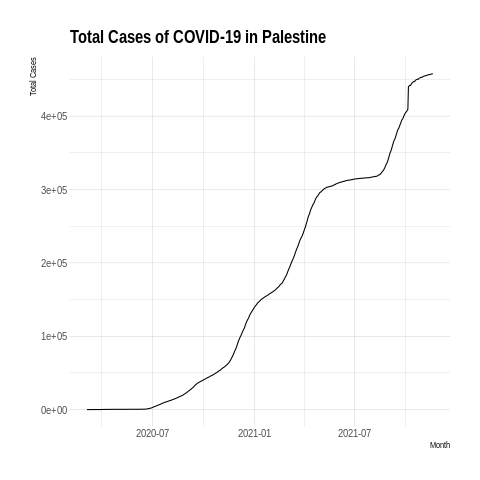 Total Cases of COVID-19 in Palestine
Total Cases
4e+05
3e+05
2e+05
1e+05
0e+00
2020-07 2021-01 2021-07
Month